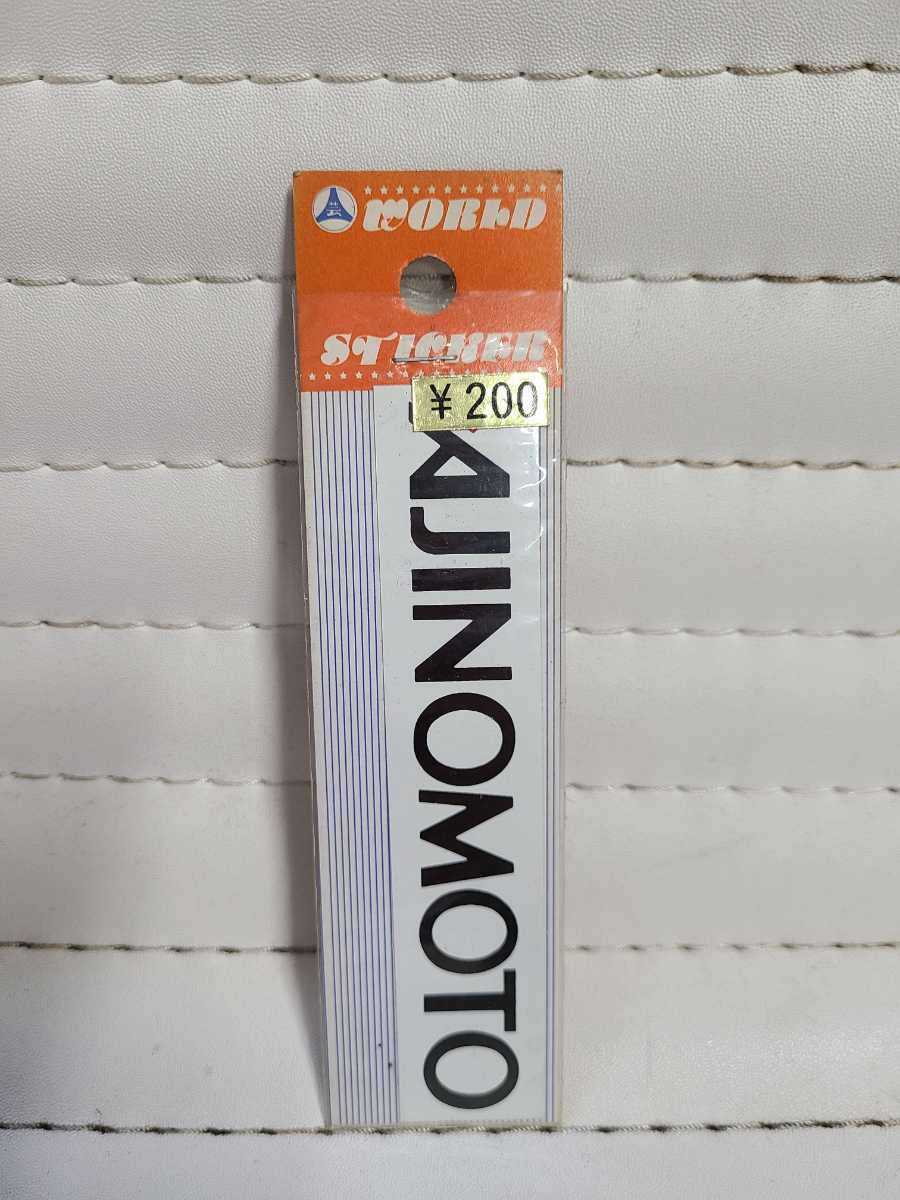 WORLD
STICKER
¥200
AJINOMOTO